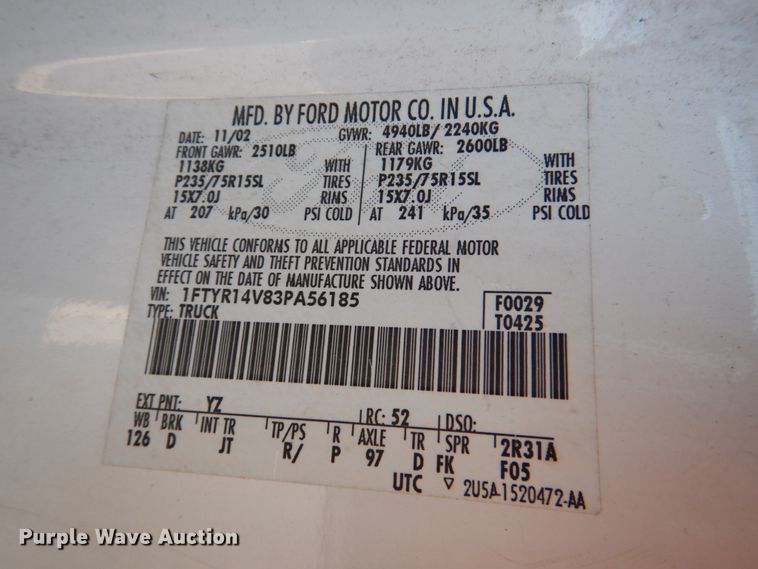 MFD. BY FORD MOTOR CO. IN U.S.A.
DATE: 11/02 GVWR: 4940LB/ 2240KG
FRONT GAWR: 2510LB REAR GAWR: 2600LB
1138KG WITH 1179KG WITH
P235/75R15SL TIRES P235/75R15SL TIRES
15X7.0J RIMS 15X7.0J RIMS
AT 207 kPa/30 PSI COLD AT 241 kPa/35 PSI COLD
THIS VEHICLE CONFORMS TO ALL APPLICABLE FEDERAL MOTOR
VEHICLE SAFETY AND THEFT PREVENTION STANDARDS IN
EFFECT ON THE DATE OF MANUFACTURE SHOWN ABOVE.
VIN: 1FTYR14V83PA56185 F0029
TYPE: TRUCK T0425
EXT PNT: YZ RC: 52 DSO:
WB BRK INT TR TP/PS R AXLE TR SPR 2R31A
126 D JT R/ P 97 D FK F05
UTC ▽ 2U5A-1520472-AA
Purple Wave Auction